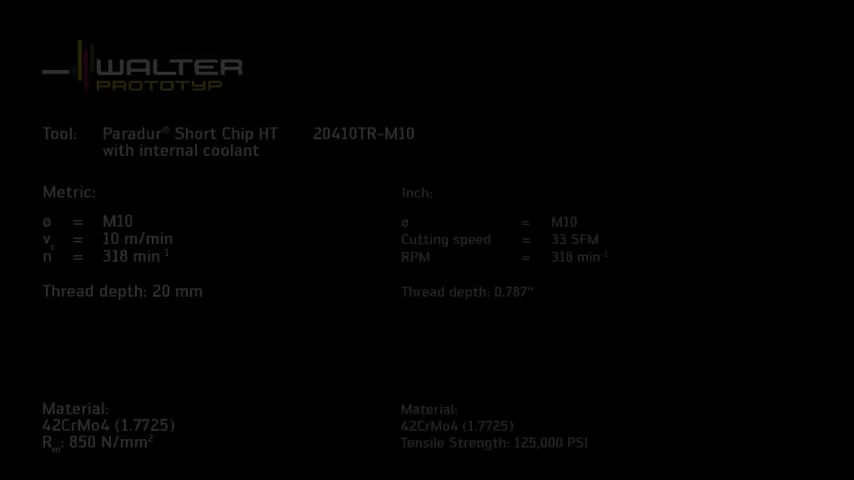 WALTER
PROTOTYP
Tool: Paradur® Short Chip HT 20410TR-M10
with internal coolant
Metric: Inch:
ø = M10 ø = M10
vc = 10 m/min Cutting speed = 33 SFM
n = 318 min-1 RPM = 318 min-1
Thread depth: 20 mm Thread depth: 0.787"
Material: Material:
42CrMo4 (1.7725) 42CrMo4 (1.7725)
Rm: 850 N/mm² Tensile Strength: 125,000 PSI